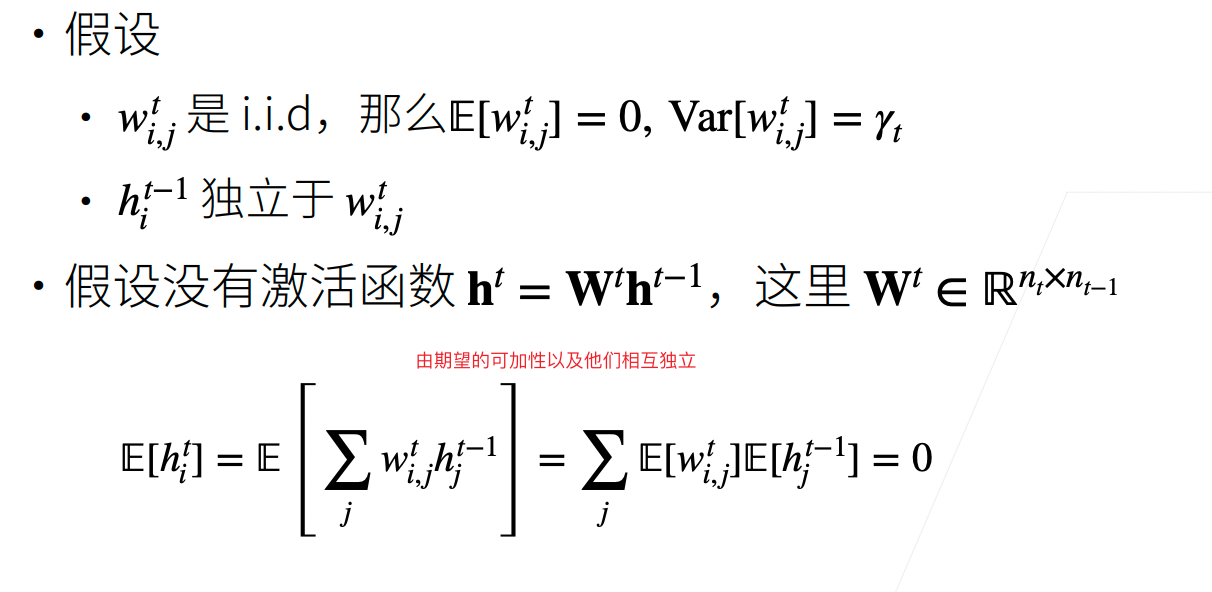 • 假设
• $w_{i,j}^{t}$ 是 i.i.d，那么$\mathbb{E}[w_{i,j}^{t}] = 0, \mathrm{Var}[w_{i,j}^{t}] = \gamma_t$
• $h_i^{t-1}$ 独立于 $w_{i,j}^{t}$
• 假设没有激活函数 $\mathbf{h}^t = \mathbf{W}^t\mathbf{h}^{t-1}$，这里 $\mathbf{W}^t \in \mathbb{R}^{n_t \times n_{t-1}}$
由期望的可加性以及他们相互独立
$\mathbb{E}[h_i^t] = \mathbb{E}\left[\sum_j w_{i,j}^t h_j^{t-1}\right] = \sum_j \mathbb{E}[w_{i,j}^t]\mathbb{E}[h_j^{t-1}] = 0$